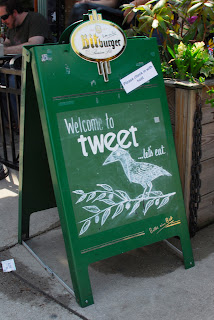 Bitburger
Welcome to
tweet
...let's eat.